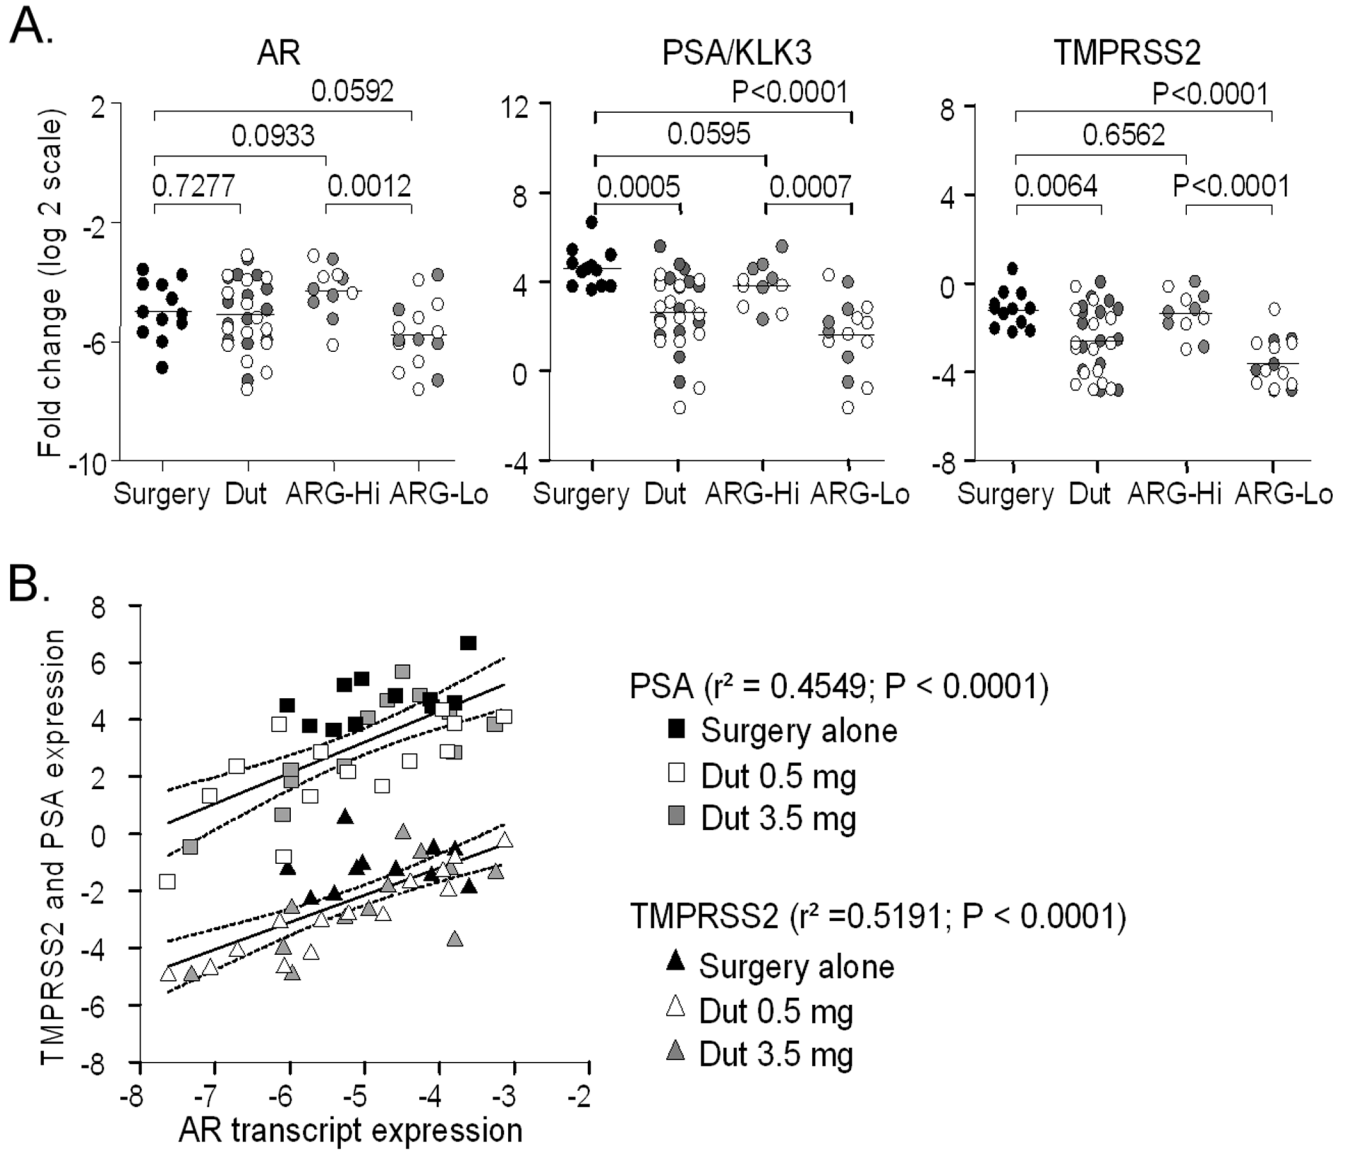 A.
AR
PSA/KLK3
TMPRSS2
Fold change (log 2 scale)
2
-2
-6
-10
0.0592
0.0933
0.7277
0.0012
Surgery
Dut
ARG-Hi
ARG-Lo
12
8
4
0
-4
P<0.0001
0.0595
0.0005
0.0007
Surgery
Dut
ARG-Hi
ARG-Lo
8
4
0
-4
-8
P<0.0001
0.6562
0.0064
P<0.0001
Surgery
Dut
ARG-Hi
ARG-Lo
B.
TMPRSS2 and PSA expression
8
6
4
2
0
-2
-4
-6
-8
-8
-7
-6
-5
-4
-3
-2
AR transcript expression
PSA (r² = 0.4549; P < 0.0001)
Surgery alone
Dut 0.5 mg
Dut 3.5 mg
TMPRSS2 (r² =0.5191; P < 0.0001)
Surgery alone
Dut 0.5 mg
Dut 3.5 mg